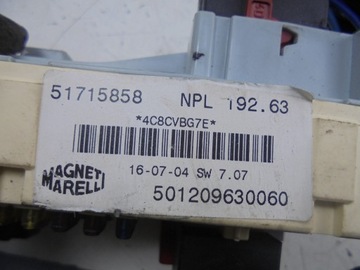 51715858 NPL 192.63
*4C8CVBG7E*
16-07-04 SW 7.07
MAGNETI
MARELLI
501209630060